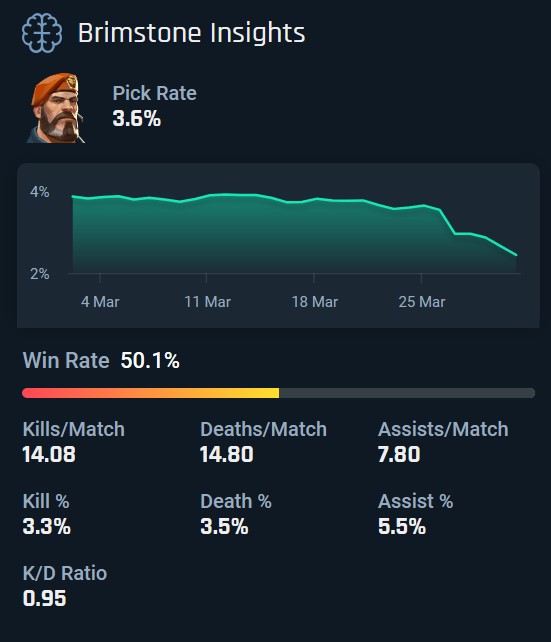 Brimstone Insights
Pick Rate
3.6%
4%
2%
4 Mar 11 Mar 18 Mar 25 Mar
Win Rate 50.1%
Kills/Match Deaths/Match Assists/Match
14.08 14.80 7.80
Kill % Death % Assist %
3.3% 3.5% 5.5%
K/D Ratio
0.95